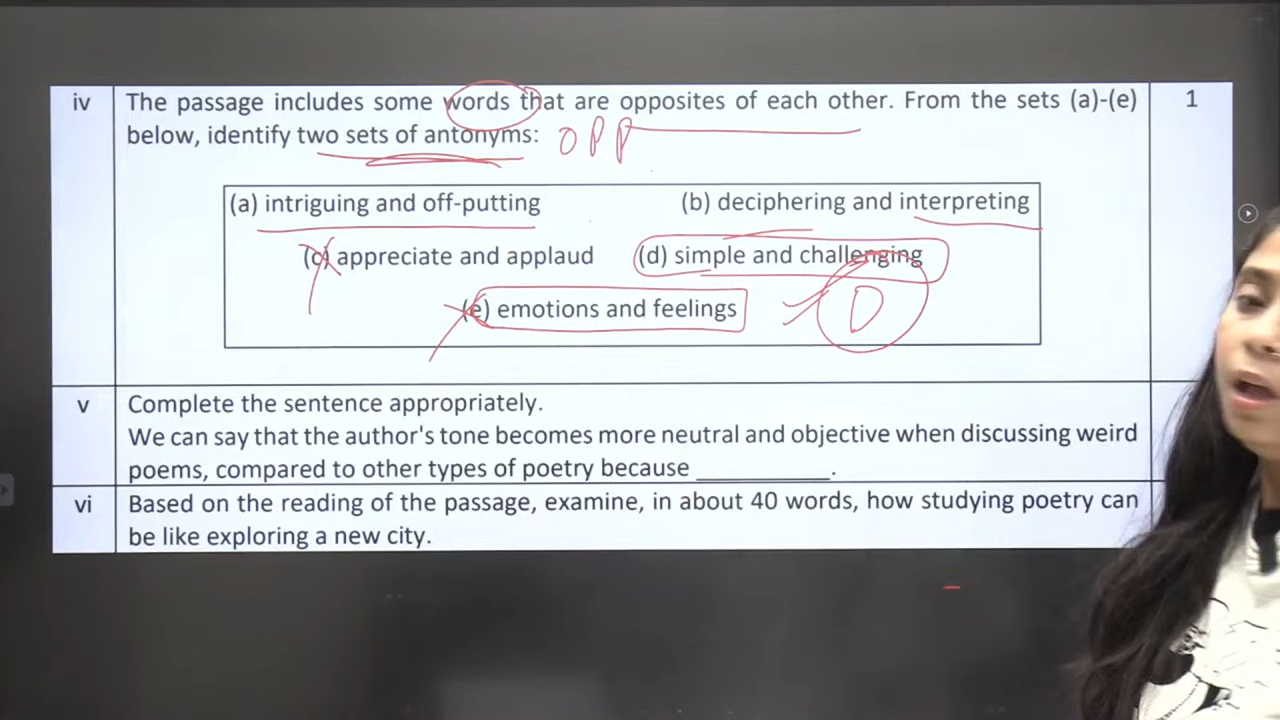 iv The passage includes some words that are opposites of each other. From the sets (a)-(e) 1
below, identify two sets of antonyms: OPP
(a) intriguing and off-putting (b) deciphering and interpreting
(c) appreciate and applaud (d) simple and challenging
(e) emotions and feelings D
v Complete the sentence appropriately.
We can say that the author's tone becomes more neutral and objective when discussing weird
poems, compared to other types of poetry because __________.
vi Based on the reading of the passage, examine, in about 40 words, how studying poetry can
be like exploring a new city.